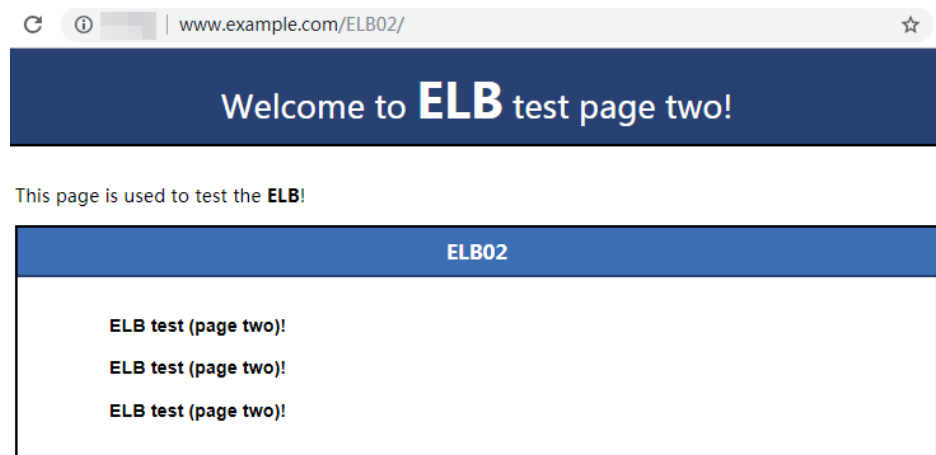 www.example.com/ELB02/
Welcome to ELB test page two!
This page is used to test the ELB!
ELB02
ELB test (page two)!
ELB test (page two)!
ELB test (page two)!